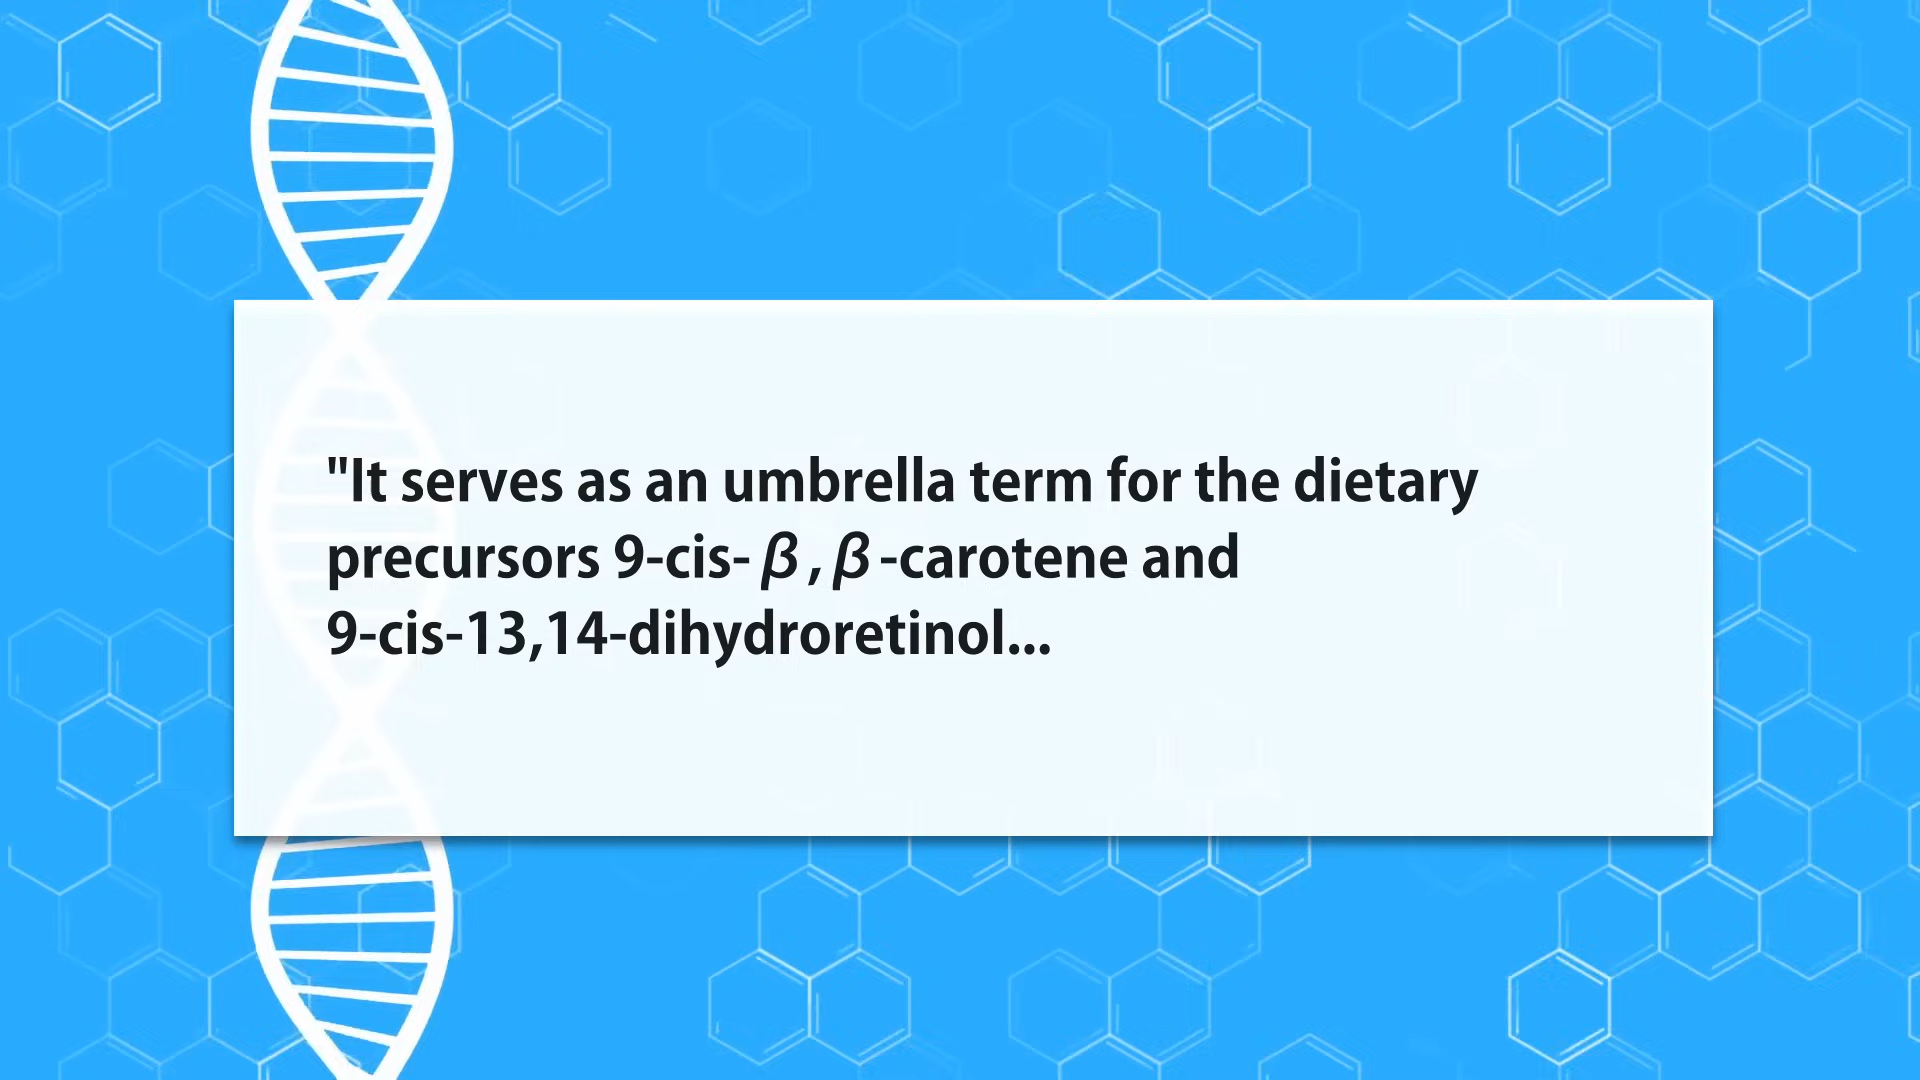 "It serves as an umbrella term for the dietary
precursors 9-cis-β,β-carotene and
9-cis-13,14-dihydroretinol...